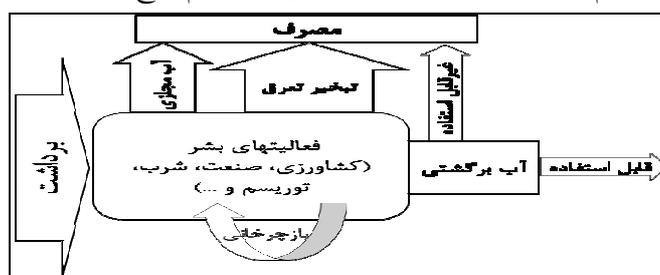 مصرف
آب مجازی
تبخیر تعرق
غیرقابل استفاده
برداشت
فعالیتهای بشر
(کشاورزی، صنعت، شرب،
توریسم و ...)
آب برگشتی
قابل استفاده
بازچرخانی